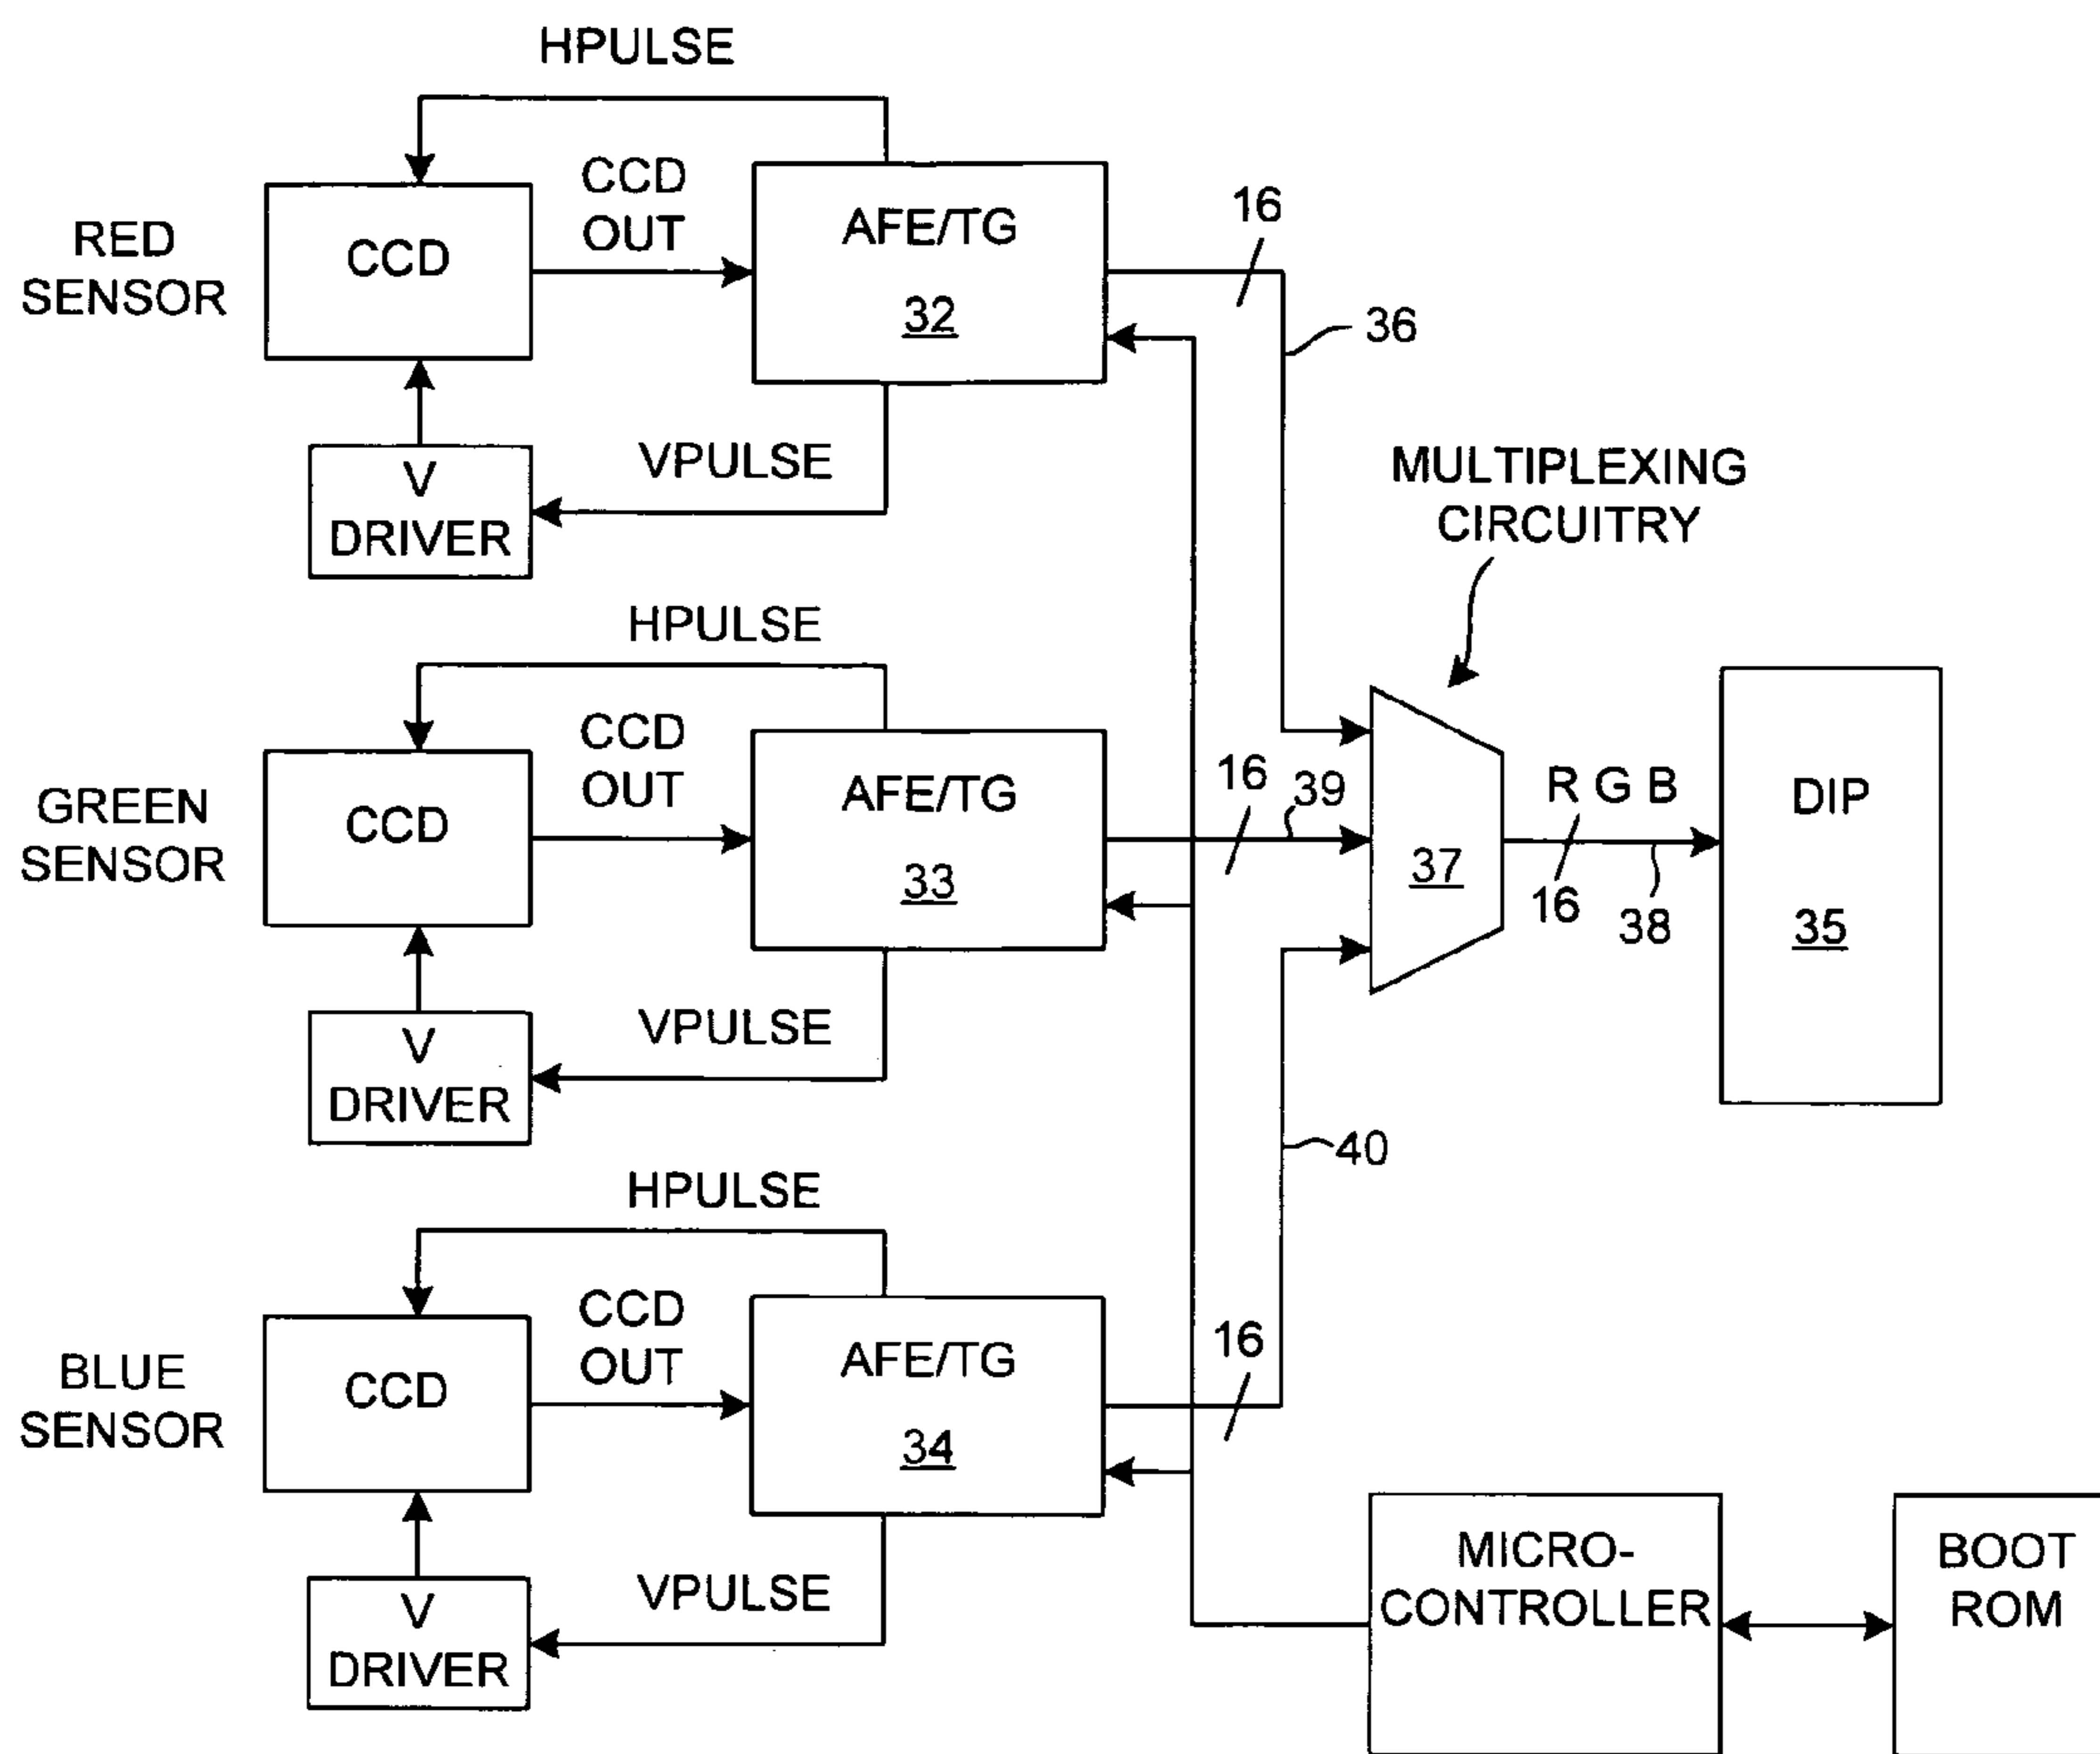 HPULSE
RED
SENSOR
CCD
CCD
OUT
AFE/TG
32
16
36
V
DRIVER
VPULSE
MULTIPLEXING
CIRCUITRY
HPULSE
GREEN
SENSOR
CCD
CCD
OUT
AFE/TG
33
16
39
37
R G B
16
38
DIP
35
V
DRIVER
VPULSE
40
HPULSE
BLUE
SENSOR
CCD
CCD
OUT
AFE/TG
34
16
V
DRIVER
VPULSE
MICRO-
CONTROLLER
BOOT
ROM